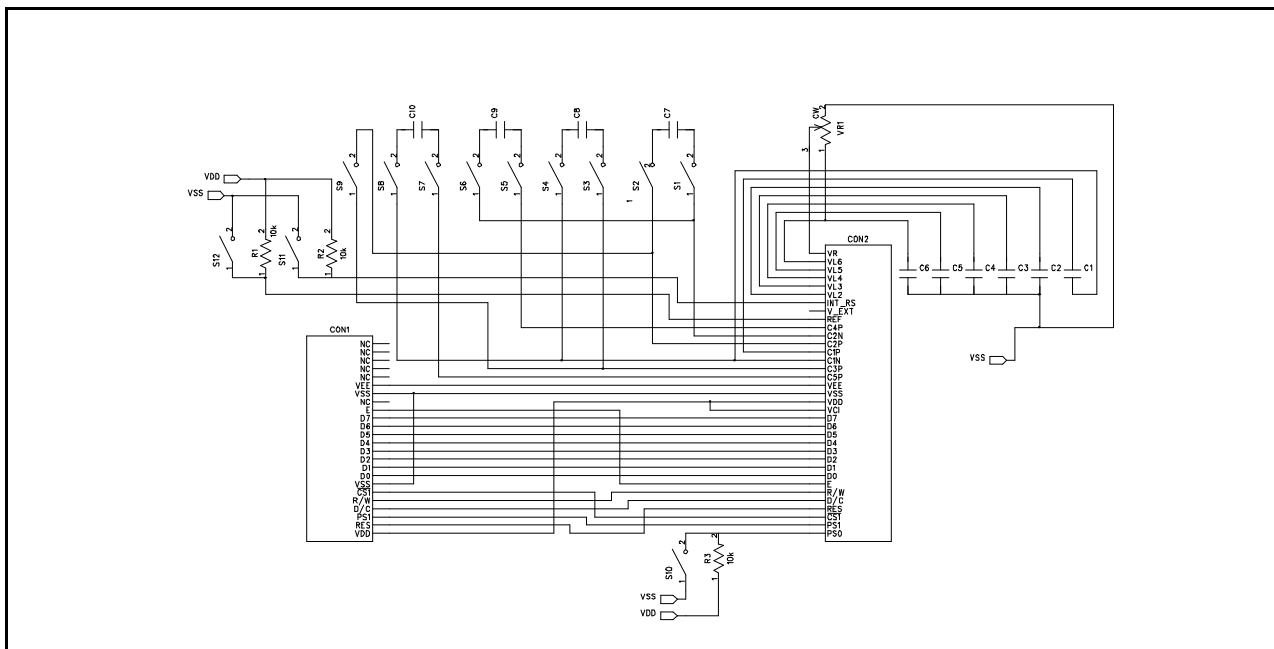 C10
C9
C8
C7
2
CW
VR1
3
1
2
S9
1
2
S8
1
2
S7
1
2
S6
1
2
S5
1
2
S4
1
2
S3
1
2
S2
1
2
S1
1
1
VDD
VSS
2
S12
1
2
10k
R1
1
2
S11
1
2
R2
10k
1
CON2
VR
VL6
VL5
VL4
VL3
VL2
INT_RS
V_EXT
REF
C4P
C2N
C2P
C1P
C1N
C3P
C5P
VEE
VSS
VDD
VCI
D7
D6
D5
D4
D3
D2
D1
D0
E
R/W
D/C
RES
CS1
PS1
PS0
C6
C5
C4
C3
C2
C1
VSS
CON1
NC
NC
NC
NC
NC
VEE
VSS
NC
E
D7
D6
D5
D4
D3
D2
D1
D0
VSS
CS1
R/W
D/C
PS1
RES
VDD
2
S10
1
2
R3
10k
1
VSS
VDD